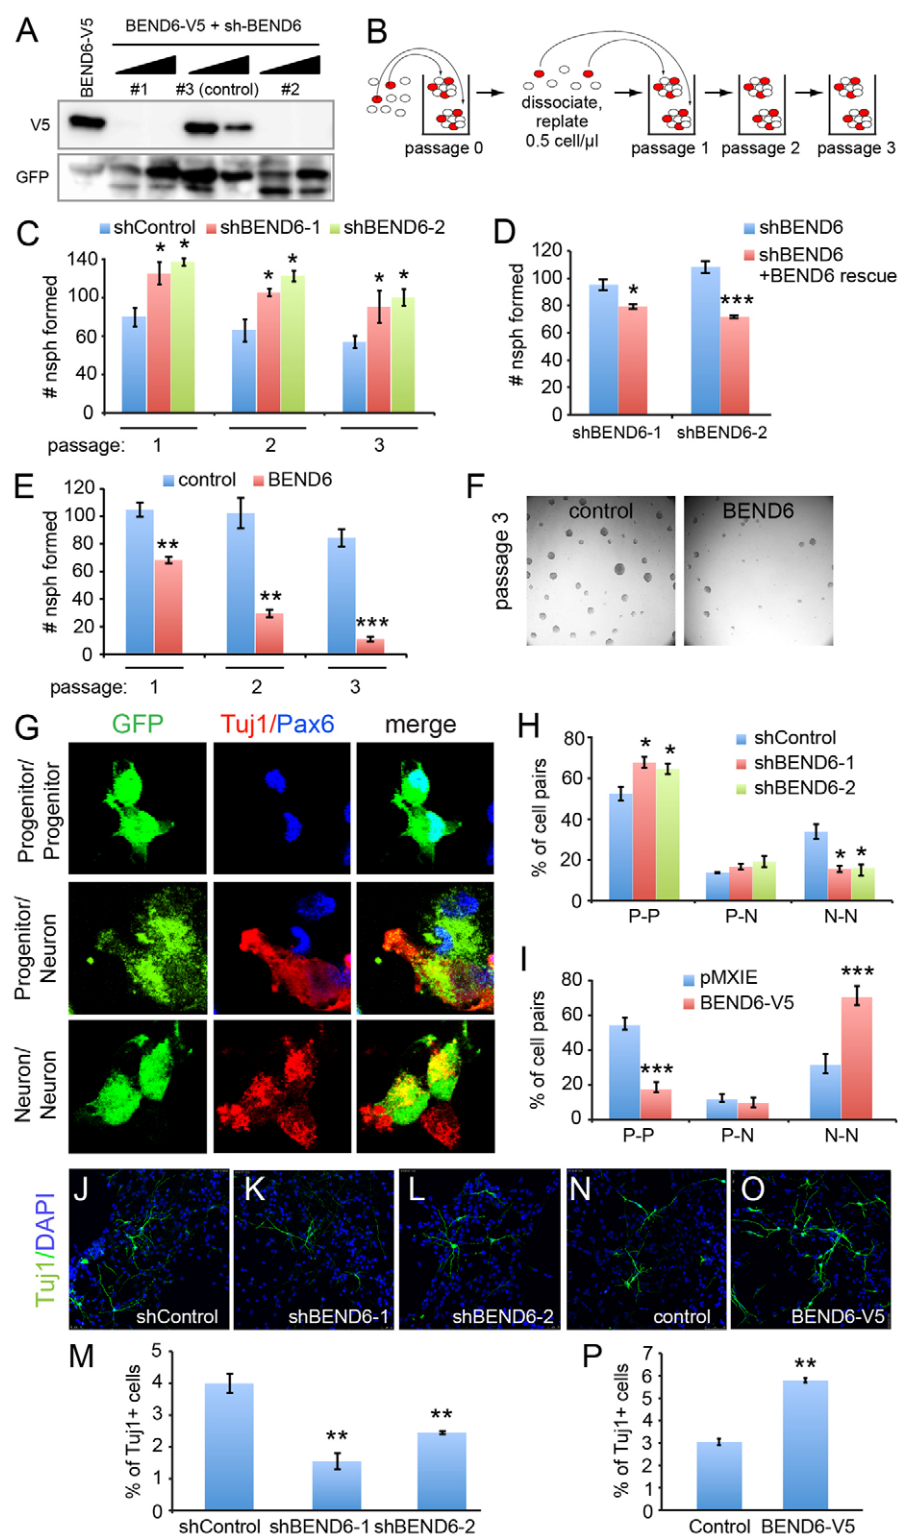 A
BEND6-V5
BEND6-V5 + sh-BEND6
#1 #3 (control) #2
V5
GFP
B
dissociate,
replate
0.5 cell/µl
passage 0 passage 1 passage 2 passage 3
C
shControl shBEND6-1 shBEND6-2
# nsph formed
140
100
60
60
0
* * * * * *
passage: 1 2 3
D
shBEND6
shBEND6
+BEND6 rescue
# nsph formed
120
100
80
60
40
20
0
* ***
shBEND6-1 shBEND6-2
E
control BEND6
# nsph formed
120
100
80
60
40
20
0
** ** ***
passage: 1 2 3
F
passage 3
control BEND6
G
GFP Tuj1/Pax6 merge
Progenitor/
Progenitor
Progenitor/
Neuron
Neuron/
Neuron
H
shControl
shBEND6-1
shBEND6-2
% of cell pairs
80
60
40
20
0
* * * *
P-P P-N N-N
I
pMXIE
BEND6-V5
% of cell pairs
80
60
40
20
0
*** ***
P-P P-N N-N
Tuj1/DAPI
J K L N O
shControl shBEND6-1 shBEND6-2 control BEND6-V5
M
% of Tuj1+ cells
5
4
3
2
1
0
** **
shControl shBEND6-1 shBEND6-2
P
% of Tuj1+ cells
7
6
5
4
3
2
1
0
**
Control BEND6-V5